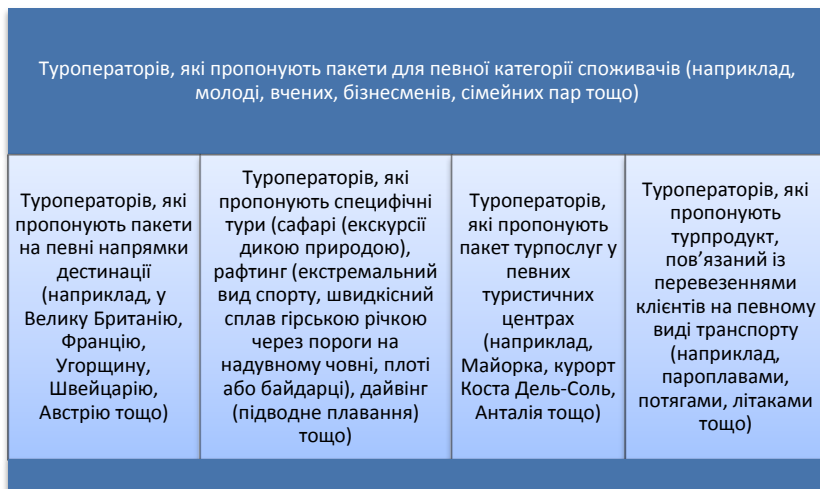 Туроператорів, які пропонують пакети для певної категорії споживачів (наприклад,
молоді, вчених, бізнесменів, сімейних пар тощо)
Туроператорів, які
пропонують пакети
на певні напрямки
дестинації
(наприклад, у
Велику Британію,
Францію,
Угорщину,
Швейцарію,
Австрію тощо)
Туроператорів, які
пропонують специфічні
тури (сафарі (екскурсії
дикою природою),
рафтинг (екстремальний
вид спорту, швидкісний
сплав гірською річкою
через пороги на
надувному човні, плоті
або байдарці), дайвінг
(підводне плавання)
тощо)
Туроператорів,
які пропонують
пакет турпослуг у
певних
туристичних
центрах
(наприклад,
Майорка, курорт
Коста Дель-Соль,
Анталія тощо)
Туроператорів, які
пропонують
турпродукт,
пов’язаний із
перевезеннями
клієнтів на певному
виді транспорту
(наприклад,
пароплавами,
потягами, літаками
тощо)